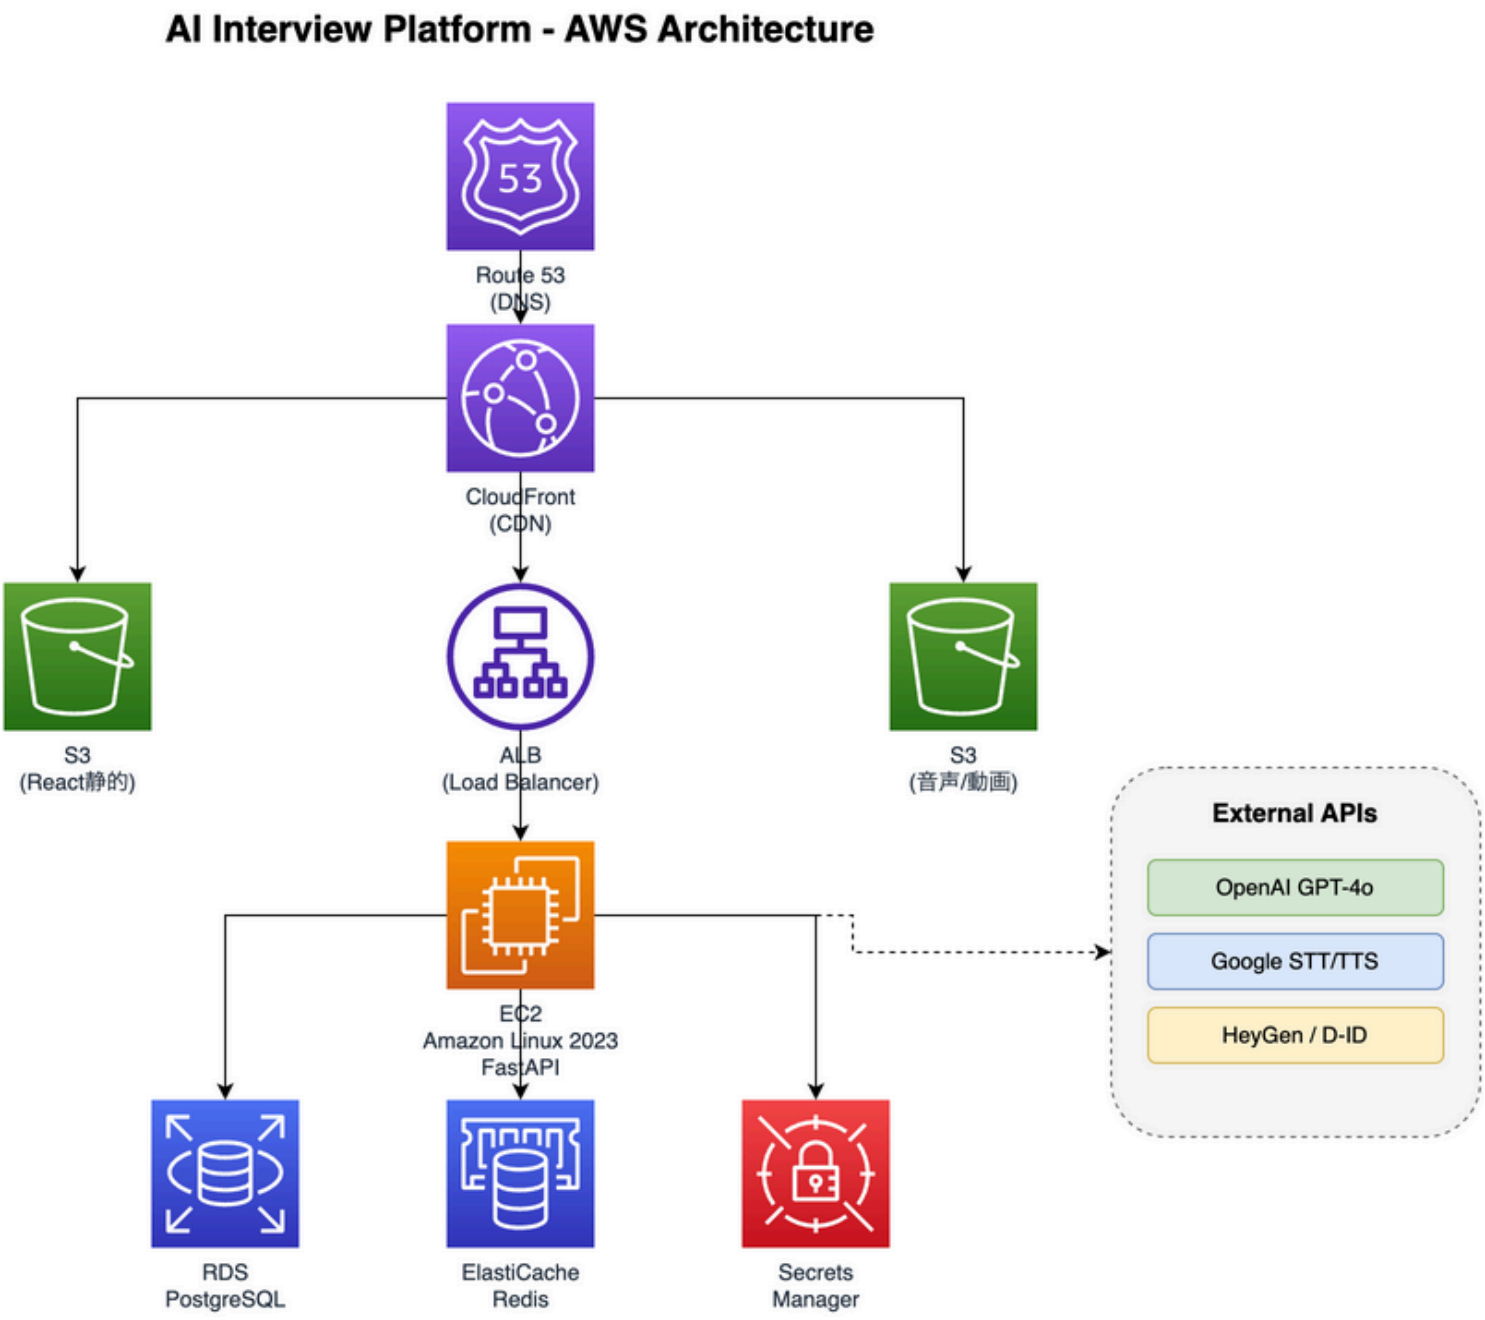 AI Interview Platform - AWS Architecture
53
Route 53
(DNS)
CloudFront
(CDN)
S3
(React静的)
ALB
(Load Balancer)
S3
(音声/動画)
External APIs
OpenAI GPT-4o
Google STT/TTS
HeyGen / D-ID
EC2
Amazon Linux 2023
FastAPI
RDS
PostgreSQL
ElastiCache
Redis
Secrets
Manager